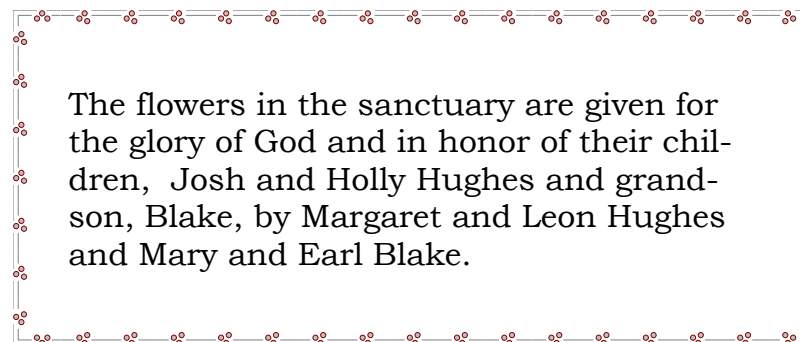 The flowers in the sanctuary are given for
the glory of God and in honor of their chil-
dren,  Josh and Holly Hughes and grand-
son, Blake, by Margaret and Leon Hughes
and Mary and Earl Blake.